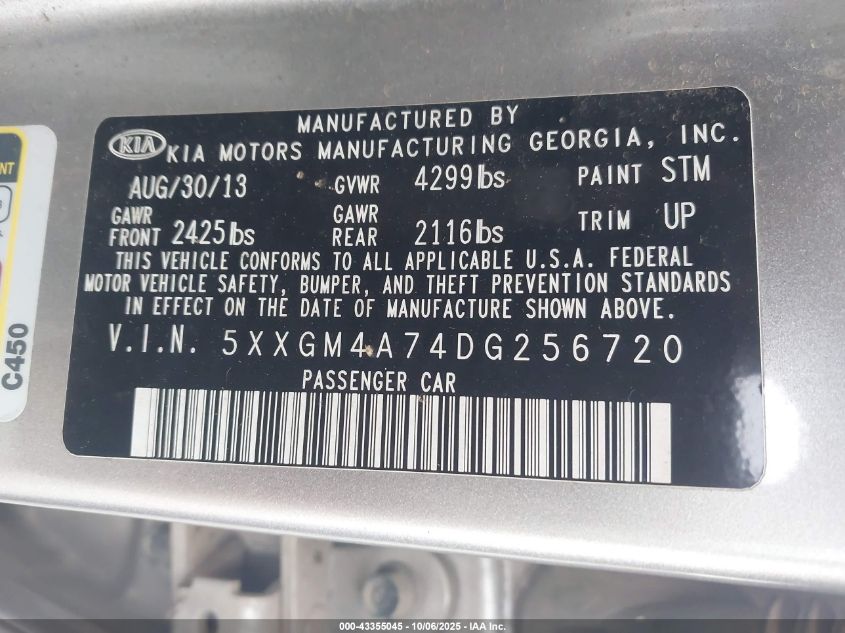 MANUFACTURED BY
KIA KIA MOTORS MANUFACTURING GEORGIA, INC.
AUG/30/13 GVWR 4299lbs PAINT STM
GAWR FRONT 2425lbs GAWR REAR 2116lbs TRIM UP
THIS VEHICLE CONFORMS TO ALL APPLICABLE U.S.A. FEDERAL
MOTOR VEHICLE SAFETY, BUMPER, AND THEFT PREVENTION STANDARDS
IN EFFECT ON THE DATE OF MANUFACTURE SHOWN ABOVE.
V.I.N. 5XXGM4A74DG256720
PASSENGER CAR
C450
000-43355045 - 10/06/2025 - IAA Inc.